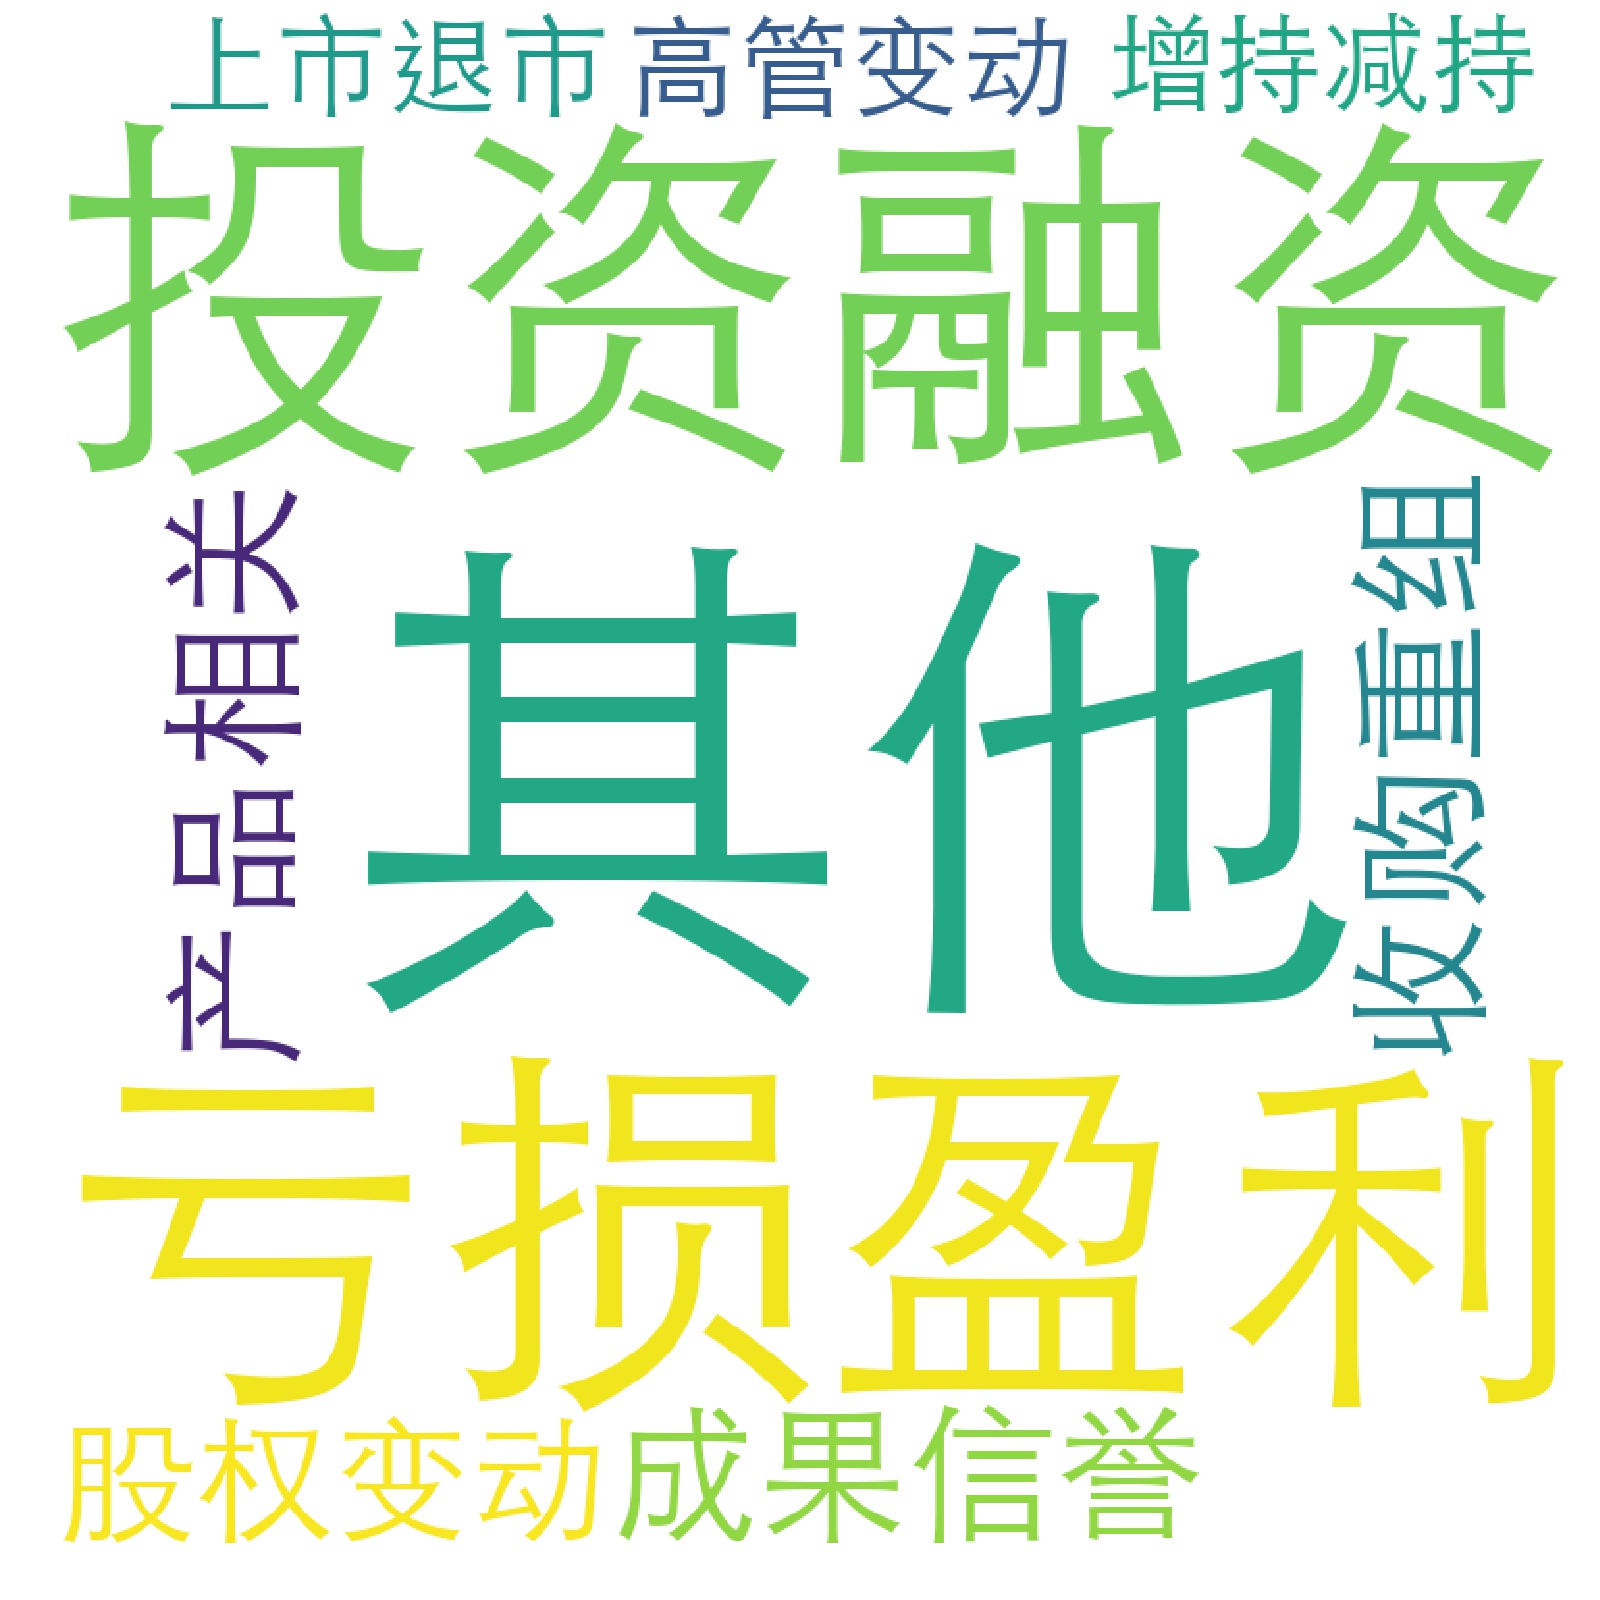 上市退市
高管变动
增持减持
投资融资
产品相关
其他
收购重组
亏损盈利
股权变动
成果信誉